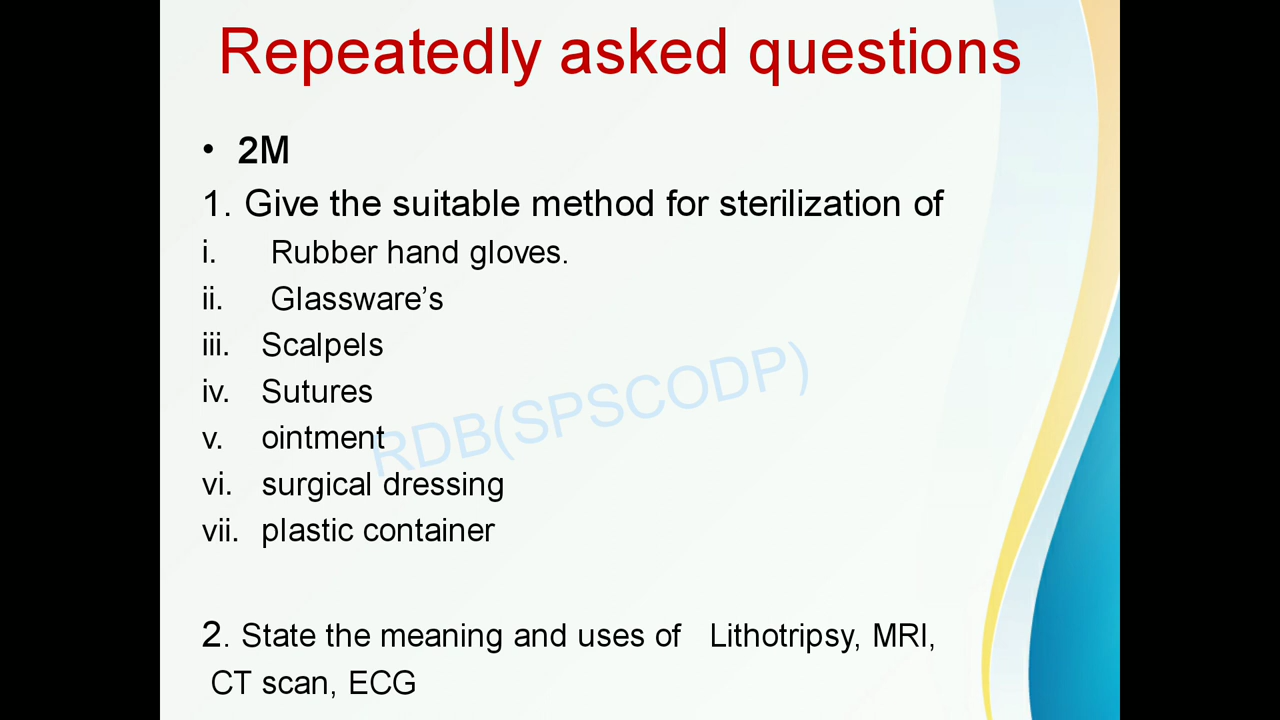 Repeatedly asked questions
• 2M
1. Give the suitable method for sterilization of
i. Rubber hand gloves.
ii. Glassware’s
iii. Scalpels
iv. Sutures
v. ointment
RDB(SPSCODP)
vi. surgical dressing
vii. plastic container
2. State the meaning and uses of Lithotripsy, MRI,
CT scan, ECG